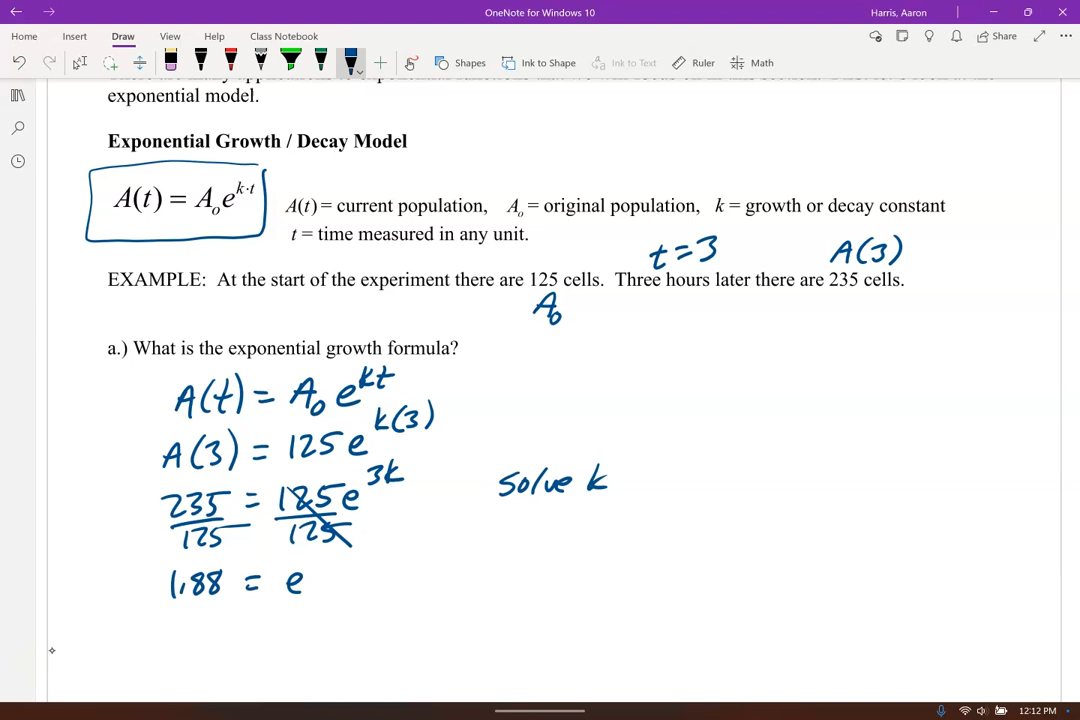 OneNote for Windows 10
Harris, Aaron
Home Insert Draw View Help Class Notebook
Share
Shapes Ink to Shape Ink to Text Ruler Math
exponential model.
Exponential Growth / Decay Model
A(t) = A₀e^(k·t)
A(t) = current population, A₀ = original population, k = growth or decay constant
t = time measured in any unit.
t = 3 A(3)
EXAMPLE: At the start of the experiment there are 125 cells. Three hours later there are 235 cells.
A₀
a.) What is the exponential growth formula?
A(t) = A₀ e^(kt)
A(3) = 125 e^(k(3))
235 = 125 e^(3k)
125 125
solve k
1.88 = e
12:12 PM